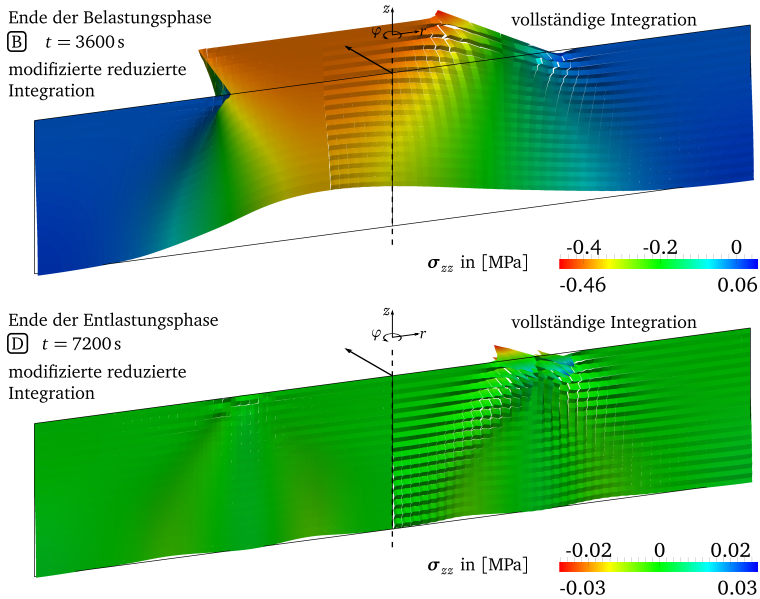 Ende der Belastungsphase
B t = 3600 s
modifizierte reduzierte
Integration
z
φ r
vollständige Integration
σzz in [MPa]
-0.4 -0.2 0
-0.46 0.06
Ende der Entlastungsphase
D t = 7200 s
modifizierte reduzierte
Integration
z
φ r
vollständige Integration
σzz in [MPa]
-0.02 0 0.02
-0.03 0.03